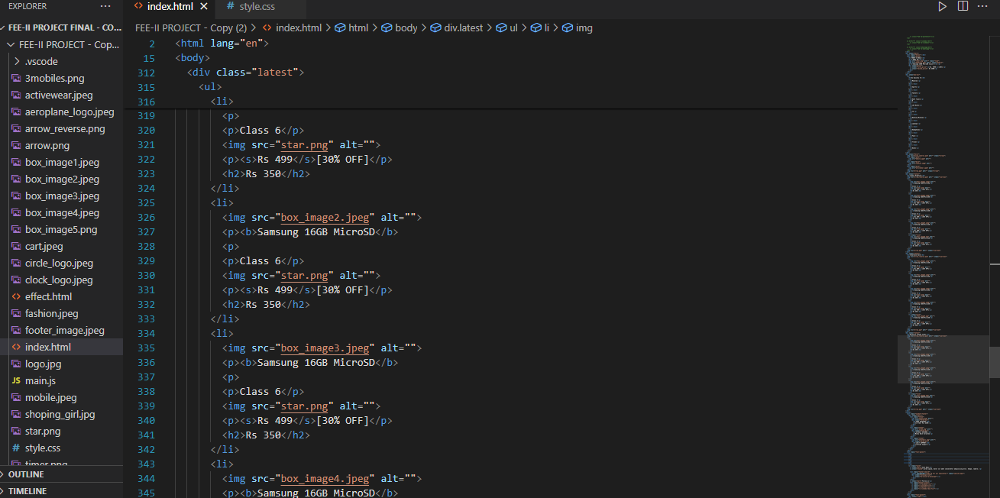 EXPLORER ...
FEE-II PROJECT FINAL - CO...
FEE-II PROJECT - Cop...
.vscode
3mobiles.png
activewear.jpeg
aeroplane_logo.jpeg
arrow_reverse.png
arrow.png
box_image1.jpeg
box_image2.jpeg
box_image3.jpeg
box_image4.jpeg
box_image5.png
cart.jpeg
circle_logo.jpeg
clock_logo.jpeg
<> effect.html
fashion.jpeg
footer_image.jpeg
<> index.html
logo.jpg
JS main.js
mobile.jpeg
shoping_girl.jpg
star.png
# style.css
timer.png
> OUTLINE
> TIMELINE
<> index.html × # style.css ...
FEE-II PROJECT - Copy (2) > <> index.html > html > body > div.latest > ul > li > img
2 <html lang="en">
15 <body>
312 <div class="latest">
315 <ul>
316 <li>
319 <p>
320 <p>Class 6</p>
321 <img src="star.png" alt="">
322 <p><s>Rs 499</s>[30% OFF]</p>
323 <h2>Rs 350</h2>
324 </li>
325 <li>
326 <img src="box_image2.jpeg" alt="">
327 <p><b>Samsung 16GB MicroSD</b>
328 <p>
329 <p>Class 6</p>
330 <img src="star.png" alt="">
331 <p><s>Rs 499</s>[30% OFF]</p>
332 <h2>Rs 350</h2>
333 </li>
334 <li>
335 <img src="box_image3.jpeg" alt="">
336 <p><b>Samsung 16GB MicroSD</b>
337 <p>
338 <p>Class 6</p>
339 <img src="star.png" alt="">
340 <p><s>Rs 499</s>[30% OFF]</p>
341 <h2>Rs 350</h2>
342 </li>
343 <li>
344 <img src="box_image4.jpeg" alt="">
345 <p><b>Samsung 16GB MicroSD</b>